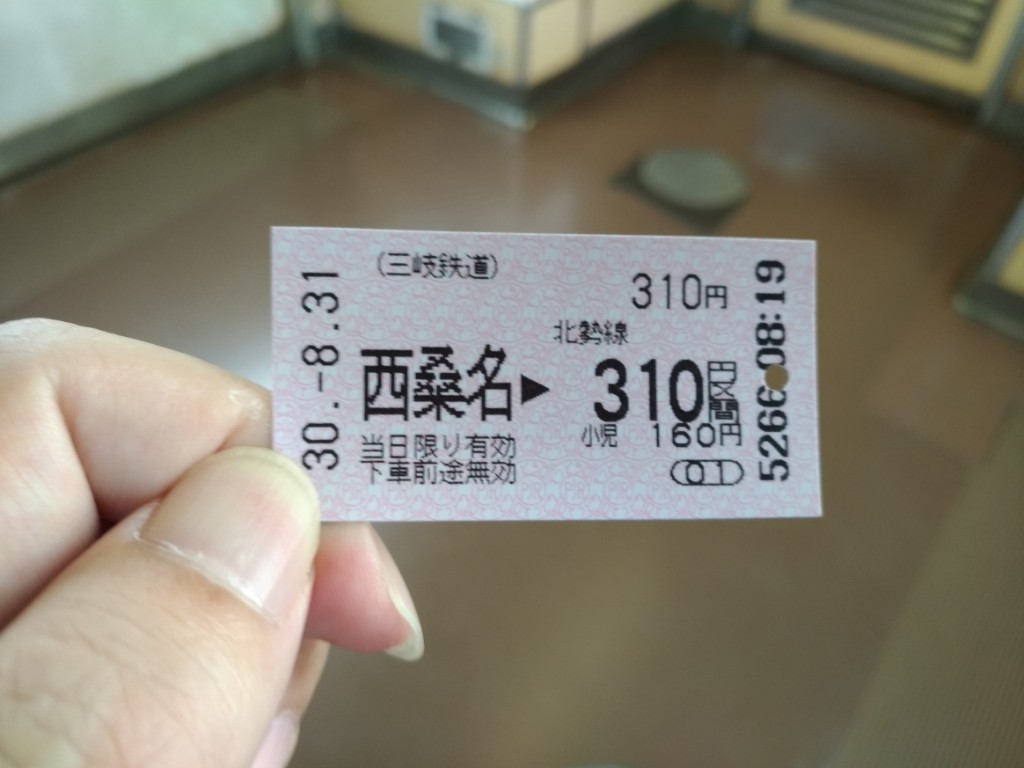 30.-8.31
(三岐鉄道)
310円
北勢線
西桑名▶ 310円区間
小児 160円
当日限り有効
下車前途無効
01
08:19